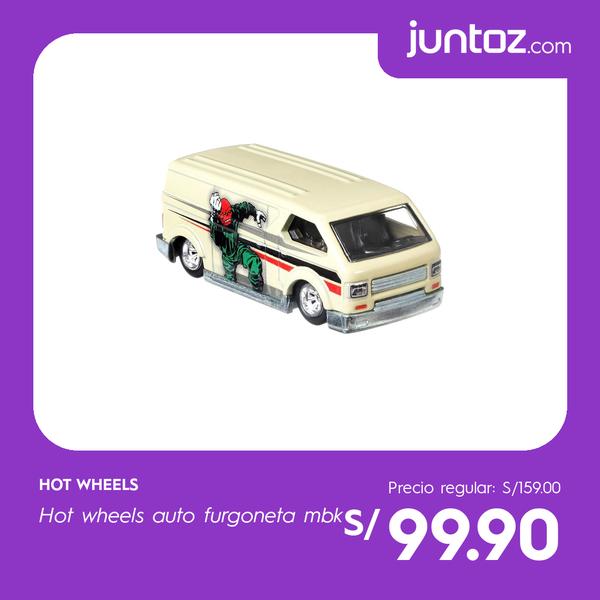 juntoz.com
HOT WHEELS
Hot wheels auto furgoneta mbk
Precio regular: S/159.00
S/99.90